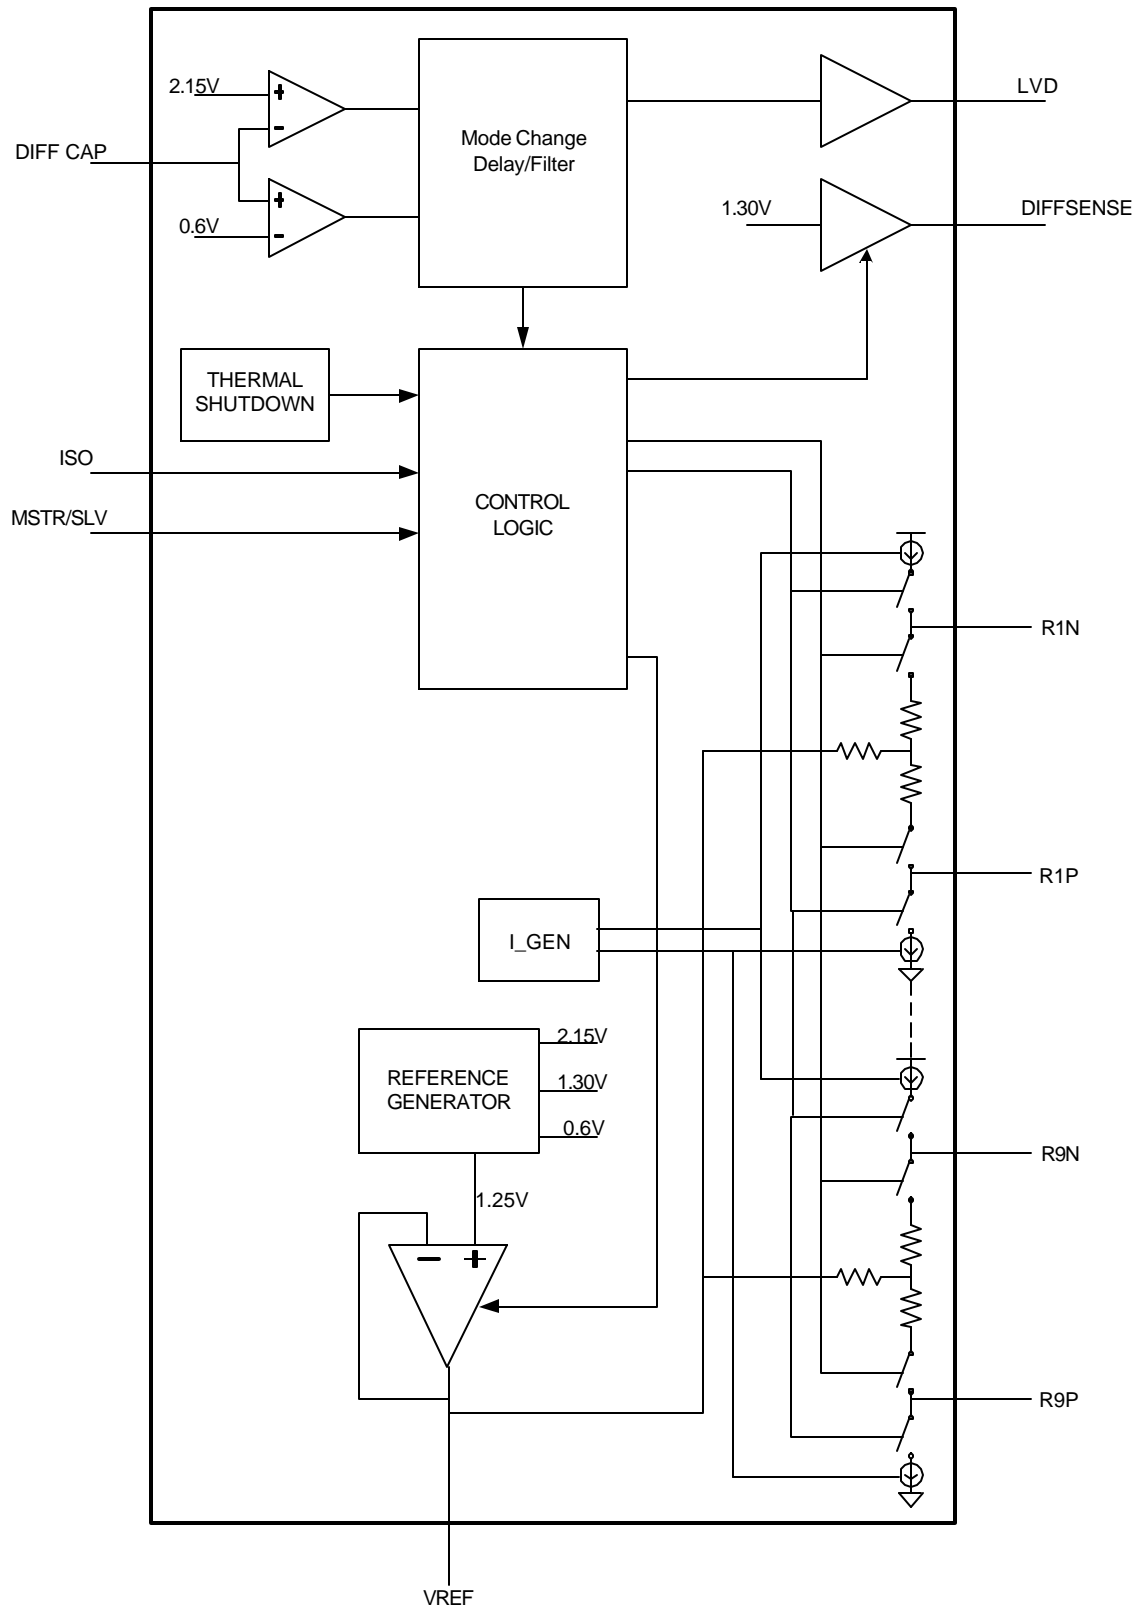 2.15V
LVD
DIFF CAP
Mode Change
Delay/Filter
+
-
+
-
0.6V
1.30V
DIFFSENSE
THERMAL
SHUTDOWN
ISO
MSTR/SLV
CONTROL
LOGIC
R1N
R1P
I_GEN
2.15V
REFERENCE
GENERATOR
1.30V
0.6V
R9N
1.25V
- +
R9P
VREF